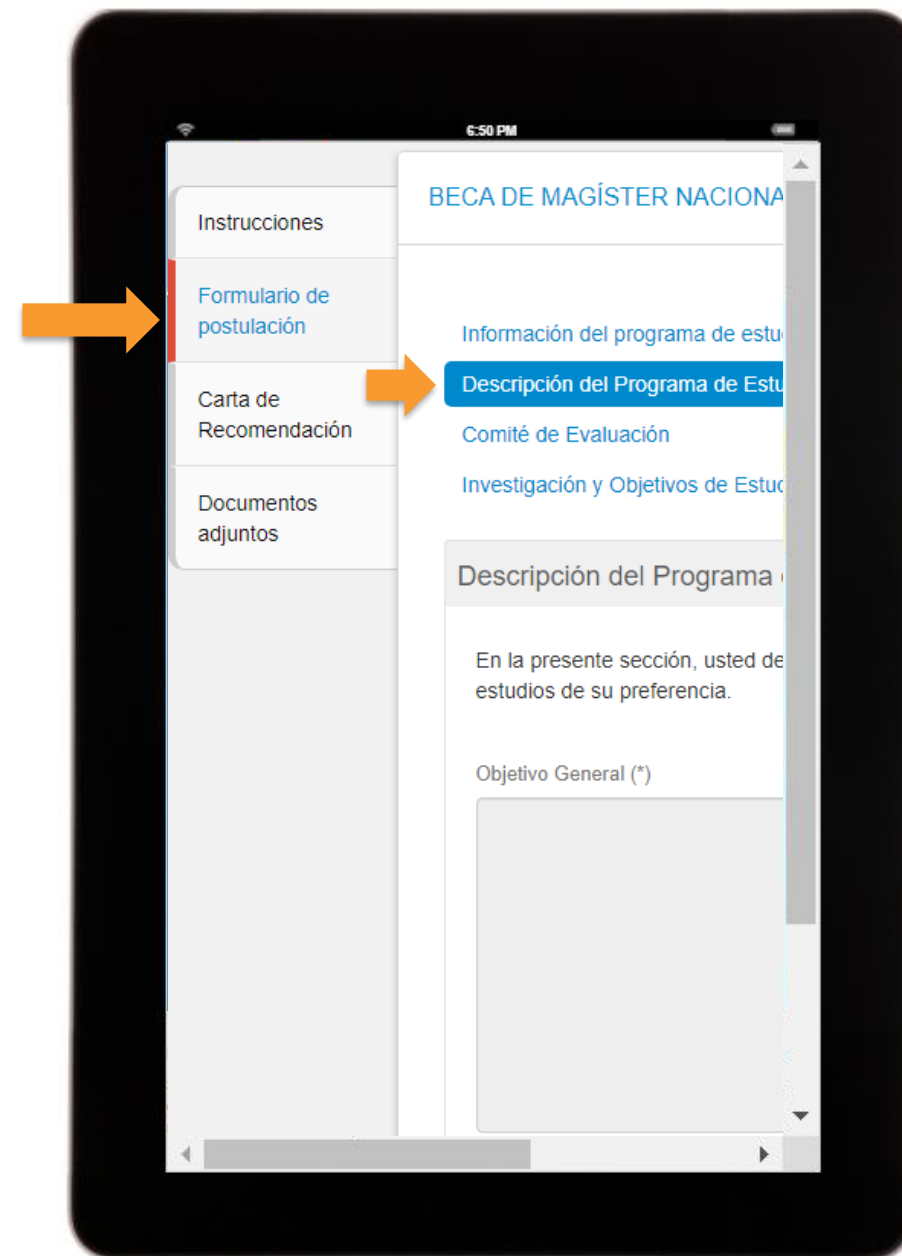 6:50 PM
Instrucciones
Formulario de
postulación
Carta de
Recomendación
Documentos
adjuntos
BECA DE MAGÍSTER NACIONA
Información del programa de estu
Descripción del Programa de Estu
Comité de Evaluación
Investigación y Objetivos de Estud
Descripción del Programa
En la presente sección, usted de
estudios de su preferencia.
Objetivo General (*)